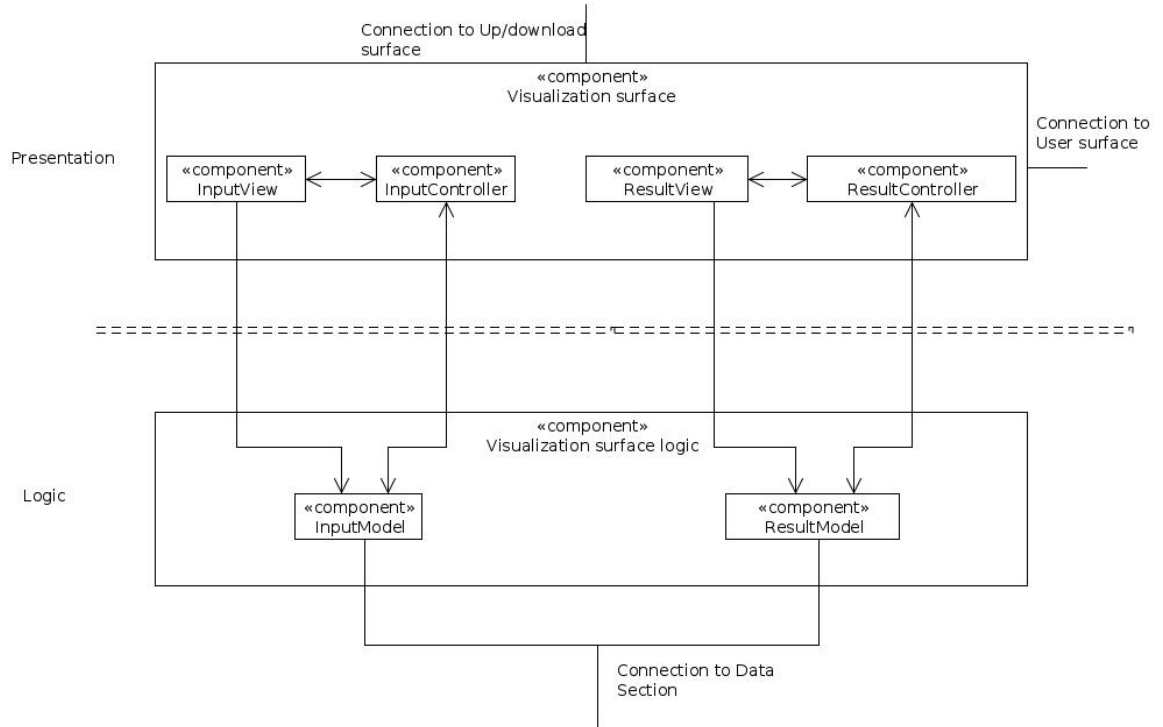 Connection to Up/download
surface
«component»
Visualization surface
Connection to
User surface
Presentation
«component»
InputView
«component»
InputController
«component»
ResultView
«component»
ResultController
«component»
Visualization surface logic
Logic
«component»
InputModel
«component»
ResultModel
Connection to Data
Section